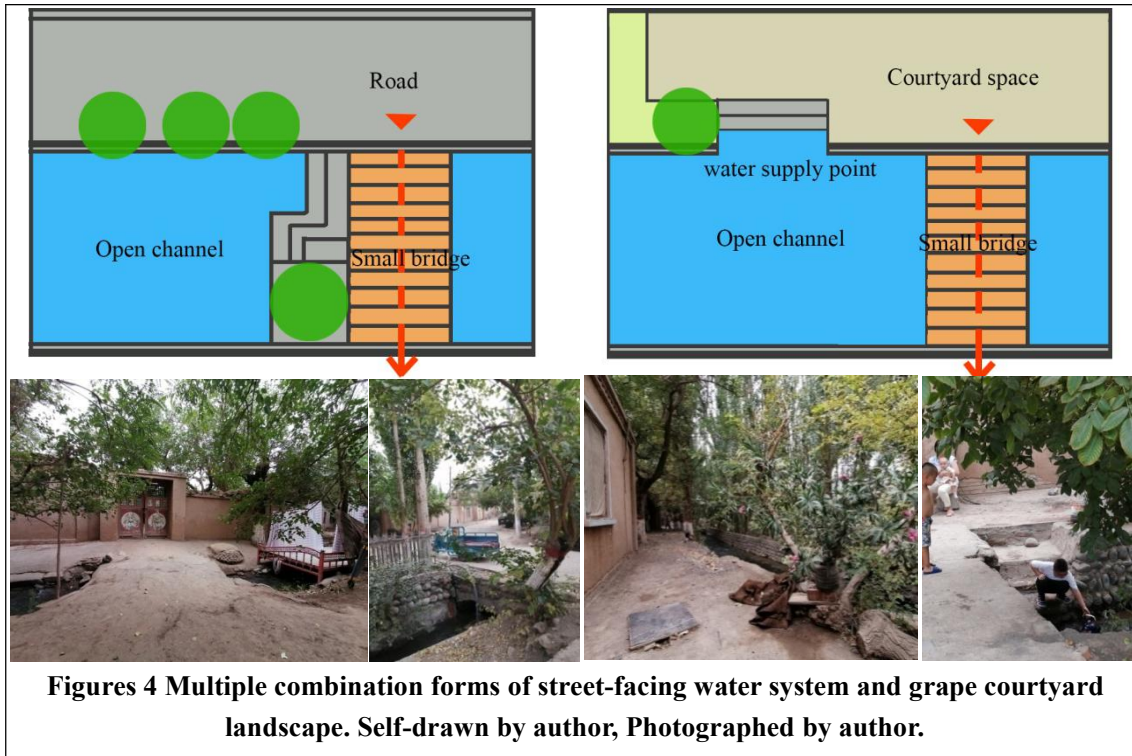 Road
Open channel
Small bridge
Courtyard space
water supply point
Open channel
Small bridge
Figures 4 Multiple combination forms of street-facing water system and grape courtyard
landscape. Self-drawn by author, Photographed by author.